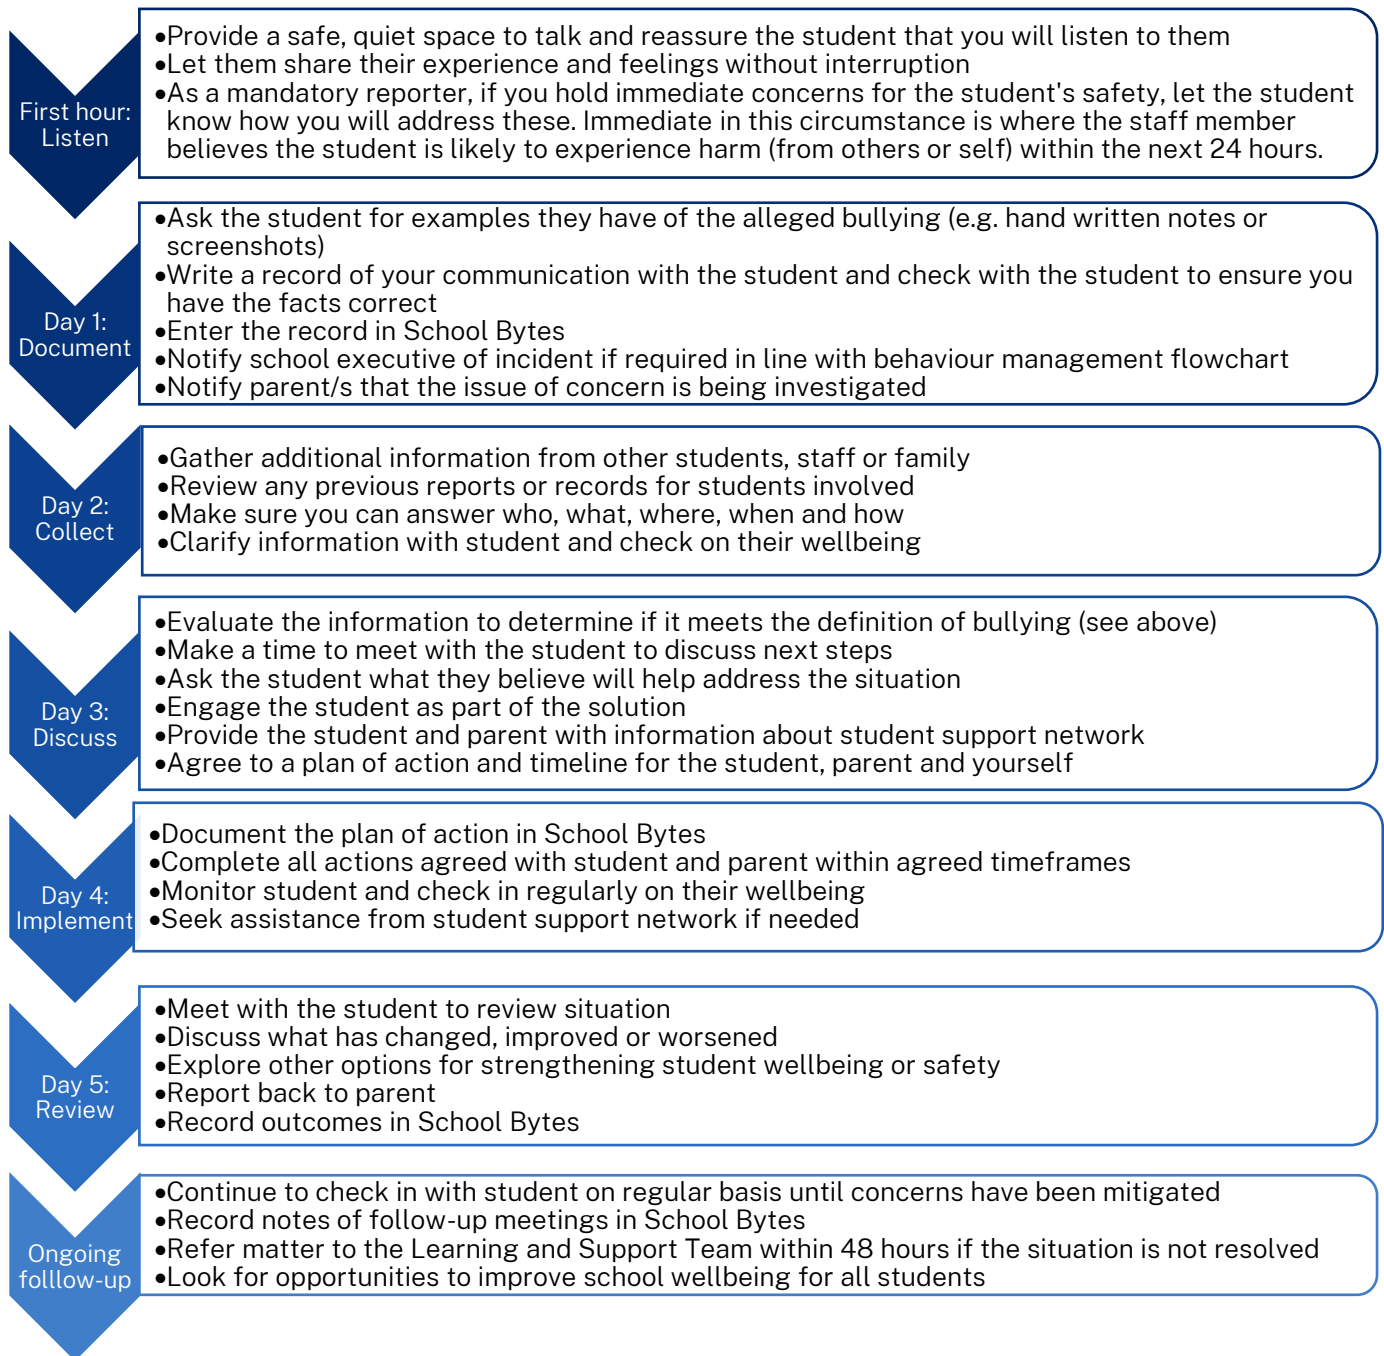 First hour:
Listen
•Provide a safe, quiet space to talk and reassure the student that you will listen to them
•Let them share their experience and feelings without interruption
•As a mandatory reporter, if you hold immediate concerns for the student's safety, let the student
know how you will address these. Immediate in this circumstance is where the staff member
believes the student is likely to experience harm (from others or self) within the next 24 hours.
Day 1:
Document
•Ask the student for examples they have of the alleged bullying (e.g. hand written notes or
screenshots)
•Write a record of your communication with the student and check with the student to ensure you
have the facts correct
•Enter the record in School Bytes
•Notify school executive of incident if required in line with behaviour management flowchart
•Notify parent/s that the issue of concern is being investigated
Day 2:
Collect
•Gather additional information from other students, staff or family
•Review any previous reports or records for students involved
•Make sure you can answer who, what, where, when and how
•Clarify information with student and check on their wellbeing
Day 3:
Discuss
•Evaluate the information to determine if it meets the definition of bullying (see above)
•Make a time to meet with the student to discuss next steps
•Ask the student what they believe will help address the situation
•Engage the student as part of the solution
•Provide the student and parent with information about student support network
•Agree to a plan of action and timeline for the student, parent and yourself
Day 4:
Implement
•Document the plan of action in School Bytes
•Complete all actions agreed with student and parent within agreed timeframes
•Monitor student and check in regularly on their wellbeing
•Seek assistance from student support network if needed
Day 5:
Review
•Meet with the student to review situation
•Discuss what has changed, improved or worsened
•Explore other options for strengthening student wellbeing or safety
•Report back to parent
•Record outcomes in School Bytes
Ongoing
folllow-up
•Continue to check in with student on regular basis until concerns have been mitigated
•Record notes of follow-up meetings in School Bytes
•Refer matter to the Learning and Support Team within 48 hours if the situation is not resolved
•Look for opportunities to improve school wellbeing for all students